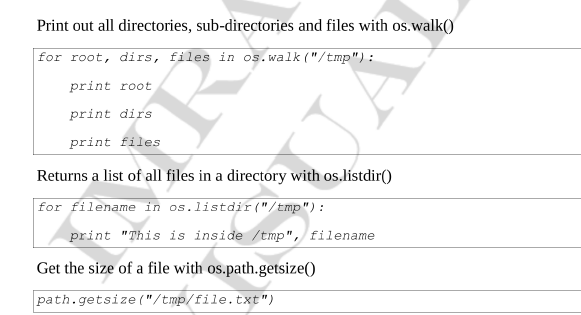 Print out all directories, sub-directories and files with os.walk()
for root, dirs, files in os.walk("/tmp"):
print root
print dirs
print files
Returns a list of all files in a directory with os.listdir()
for filename in os.listdir("/tmp"):
print "This is inside /tmp", filename
Get the size of a file with os.path.getsize()
path.getsize("/tmp/file.txt")